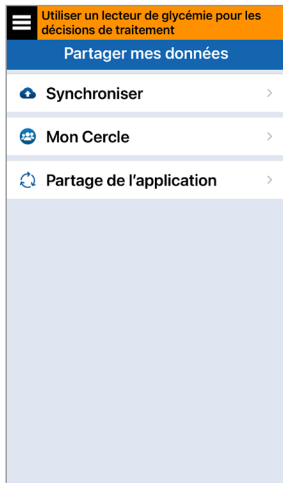 Utiliser un lecteur de glycémie pour les
décisions de traitement
Partager mes données
Synchroniser
Mon Cercle
Partage de l’application